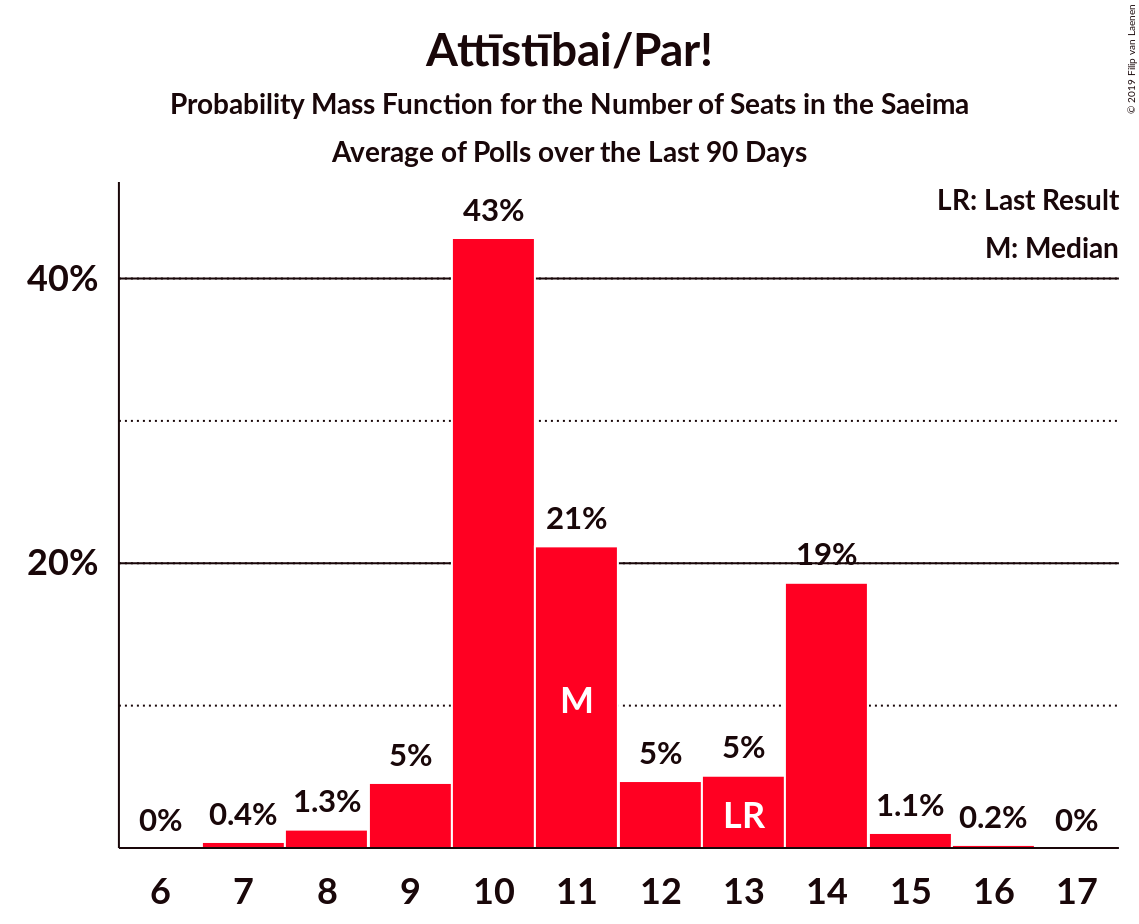 Attīstībai/Par!
Probability Mass Function for the Number of Seats in the Saeima
Average of Polls over the Last 90 Days
© 2019 Filip van Laenen
LR: Last Result
M: Median
40%
20%
0%
0.4%
1.3%
5%
43%
21%
5%
5%
19%
1.1%
0.2%
0%
M
LR
6 7 8 9 10 11 12 13 14 15 16 17